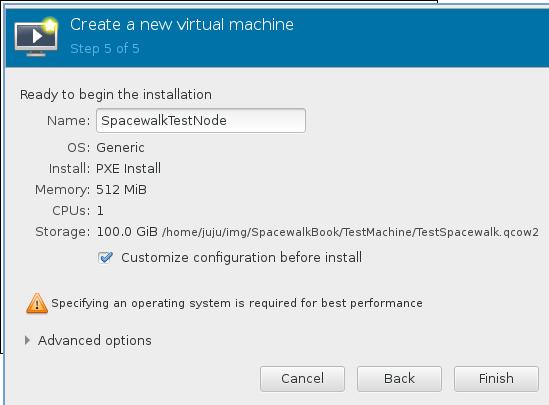 Create a new virtual machine
Step 5 of 5
Ready to begin the installation
Name: SpacewalkTestNode
OS: Generic
Install: PXE Install
Memory: 512 MiB
CPUs: 1
Storage: 100.0 GiB /home/juju/img/SpacewalkBook/TestMachine/TestSpacewalk.qcow2
Customize configuration before install
Specifying an operating system is required for best performance
Advanced options
Cancel Back Finish